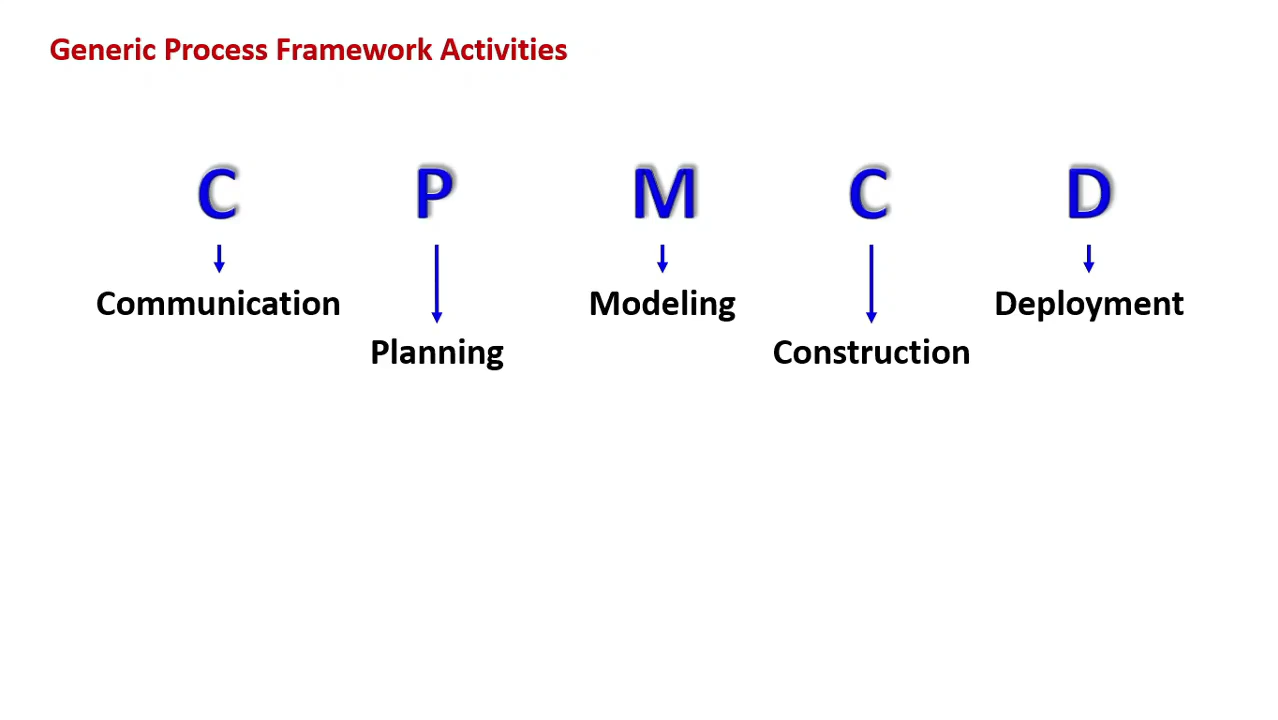 Generic Process Framework Activities
C P M C D
Communication Modeling Deployment
Planning Construction